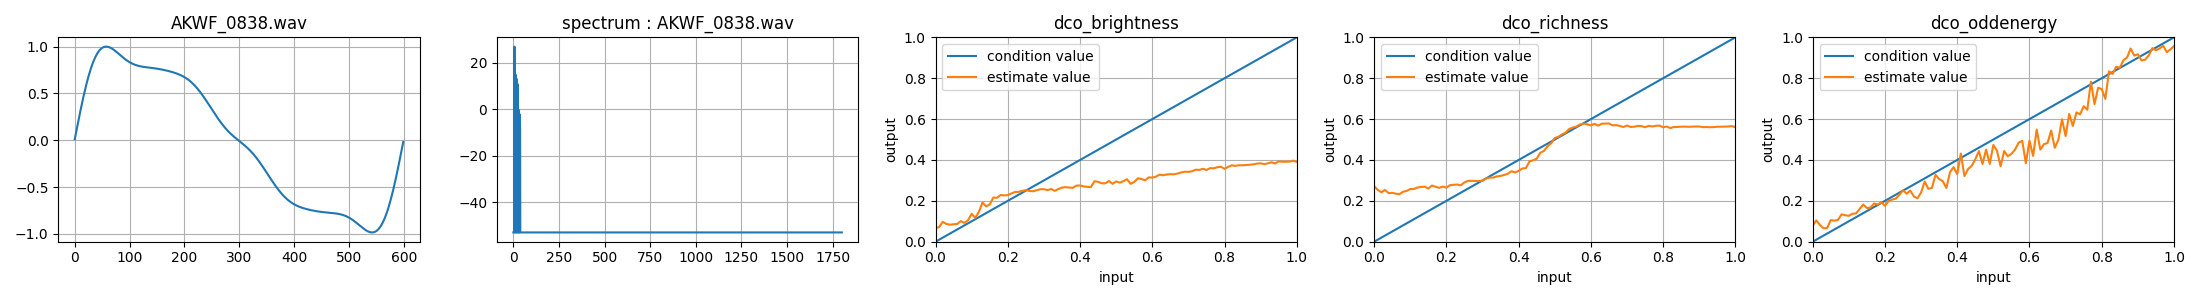 AKWF_0838.wav
1.0
0.5
0.0
−0.5
−1.0
0 100 200 300 400 500 600
spectrum : AKWF_0838.wav
20
0
−20
−40
0 250 500 750 1000 1250 1500 1750
dco_brightness
condition value
estimate value
output
1.0
0.8
0.6
0.4
0.2
0.0
0.0 0.2 0.4 0.6 0.8 1.0
input
dco_richness
condition value
estimate value
output
1.0
0.8
0.6
0.4
0.2
0.0
0.0 0.2 0.4 0.6 0.8 1.0
input
dco_oddenergy
condition value
estimate value
output
1.0
0.8
0.6
0.4
0.2
0.0
0.0 0.2 0.4 0.6 0.8 1.0
input